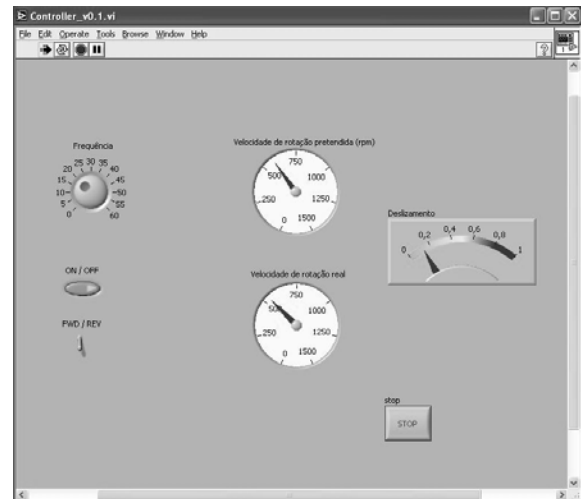 Controller_v0.1.vi
File Edit Operate Tools Browse Window Help
Frequência
0 5 10 15 20 25 30 35 40 45 50 55 60
ON / OFF
FWD / REV
Velocidade de rotação pretendida (rpm)
0 250 500 750 1000 1250 1500
Velocidade de rotação real
0 250 500 750 1000 1250 1500
Deslizamento
0 0,2 0,4 0,6 0,8 1
stop
STOP